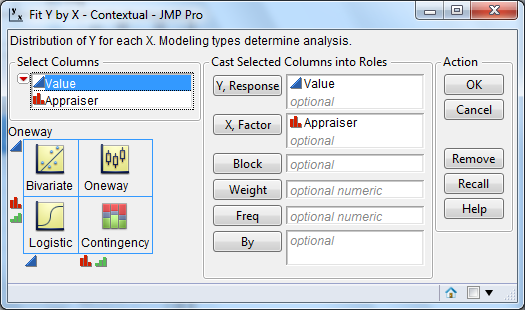 Fit Y by X - Contextual - JMP Pro
Distribution of Y for each X. Modeling types determine analysis.
Select Columns
Value
Appraiser
Oneway
Bivariate
Oneway
Logistic
Contingency
Cast Selected Columns into Roles
Y, Response
Value
optional
X, Factor
Appraiser
optional
Block
optional
Weight
optional numeric
Freq
optional numeric
By
optional
Action
OK
Cancel
Remove
Recall
Help